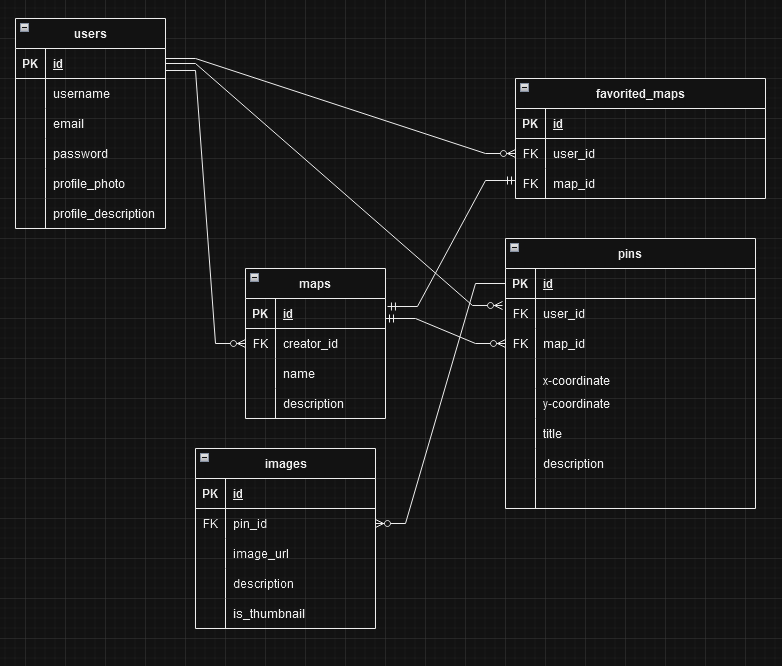 users
PK id
username
email
password
profile_photo
profile_description
favorited_maps
PK id
FK user_id
FK map_id
pins
PK id
FK user_id
FK map_id
x-coordinate
y-coordinate
title
description
maps
PK id
FK creator_id
name
description
images
PK id
FK pin_id
image_url
description
is_thumbnail